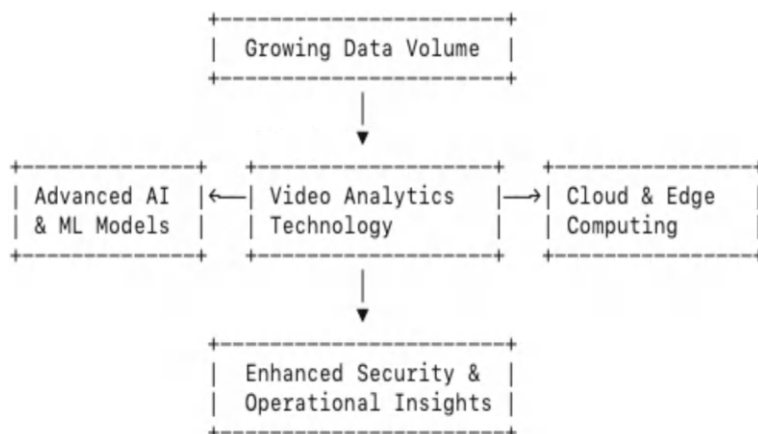 Growing Data Volume
Advanced AI
& ML Models
Video Analytics
Technology
Cloud & Edge
Computing
Enhanced Security &
Operational Insights